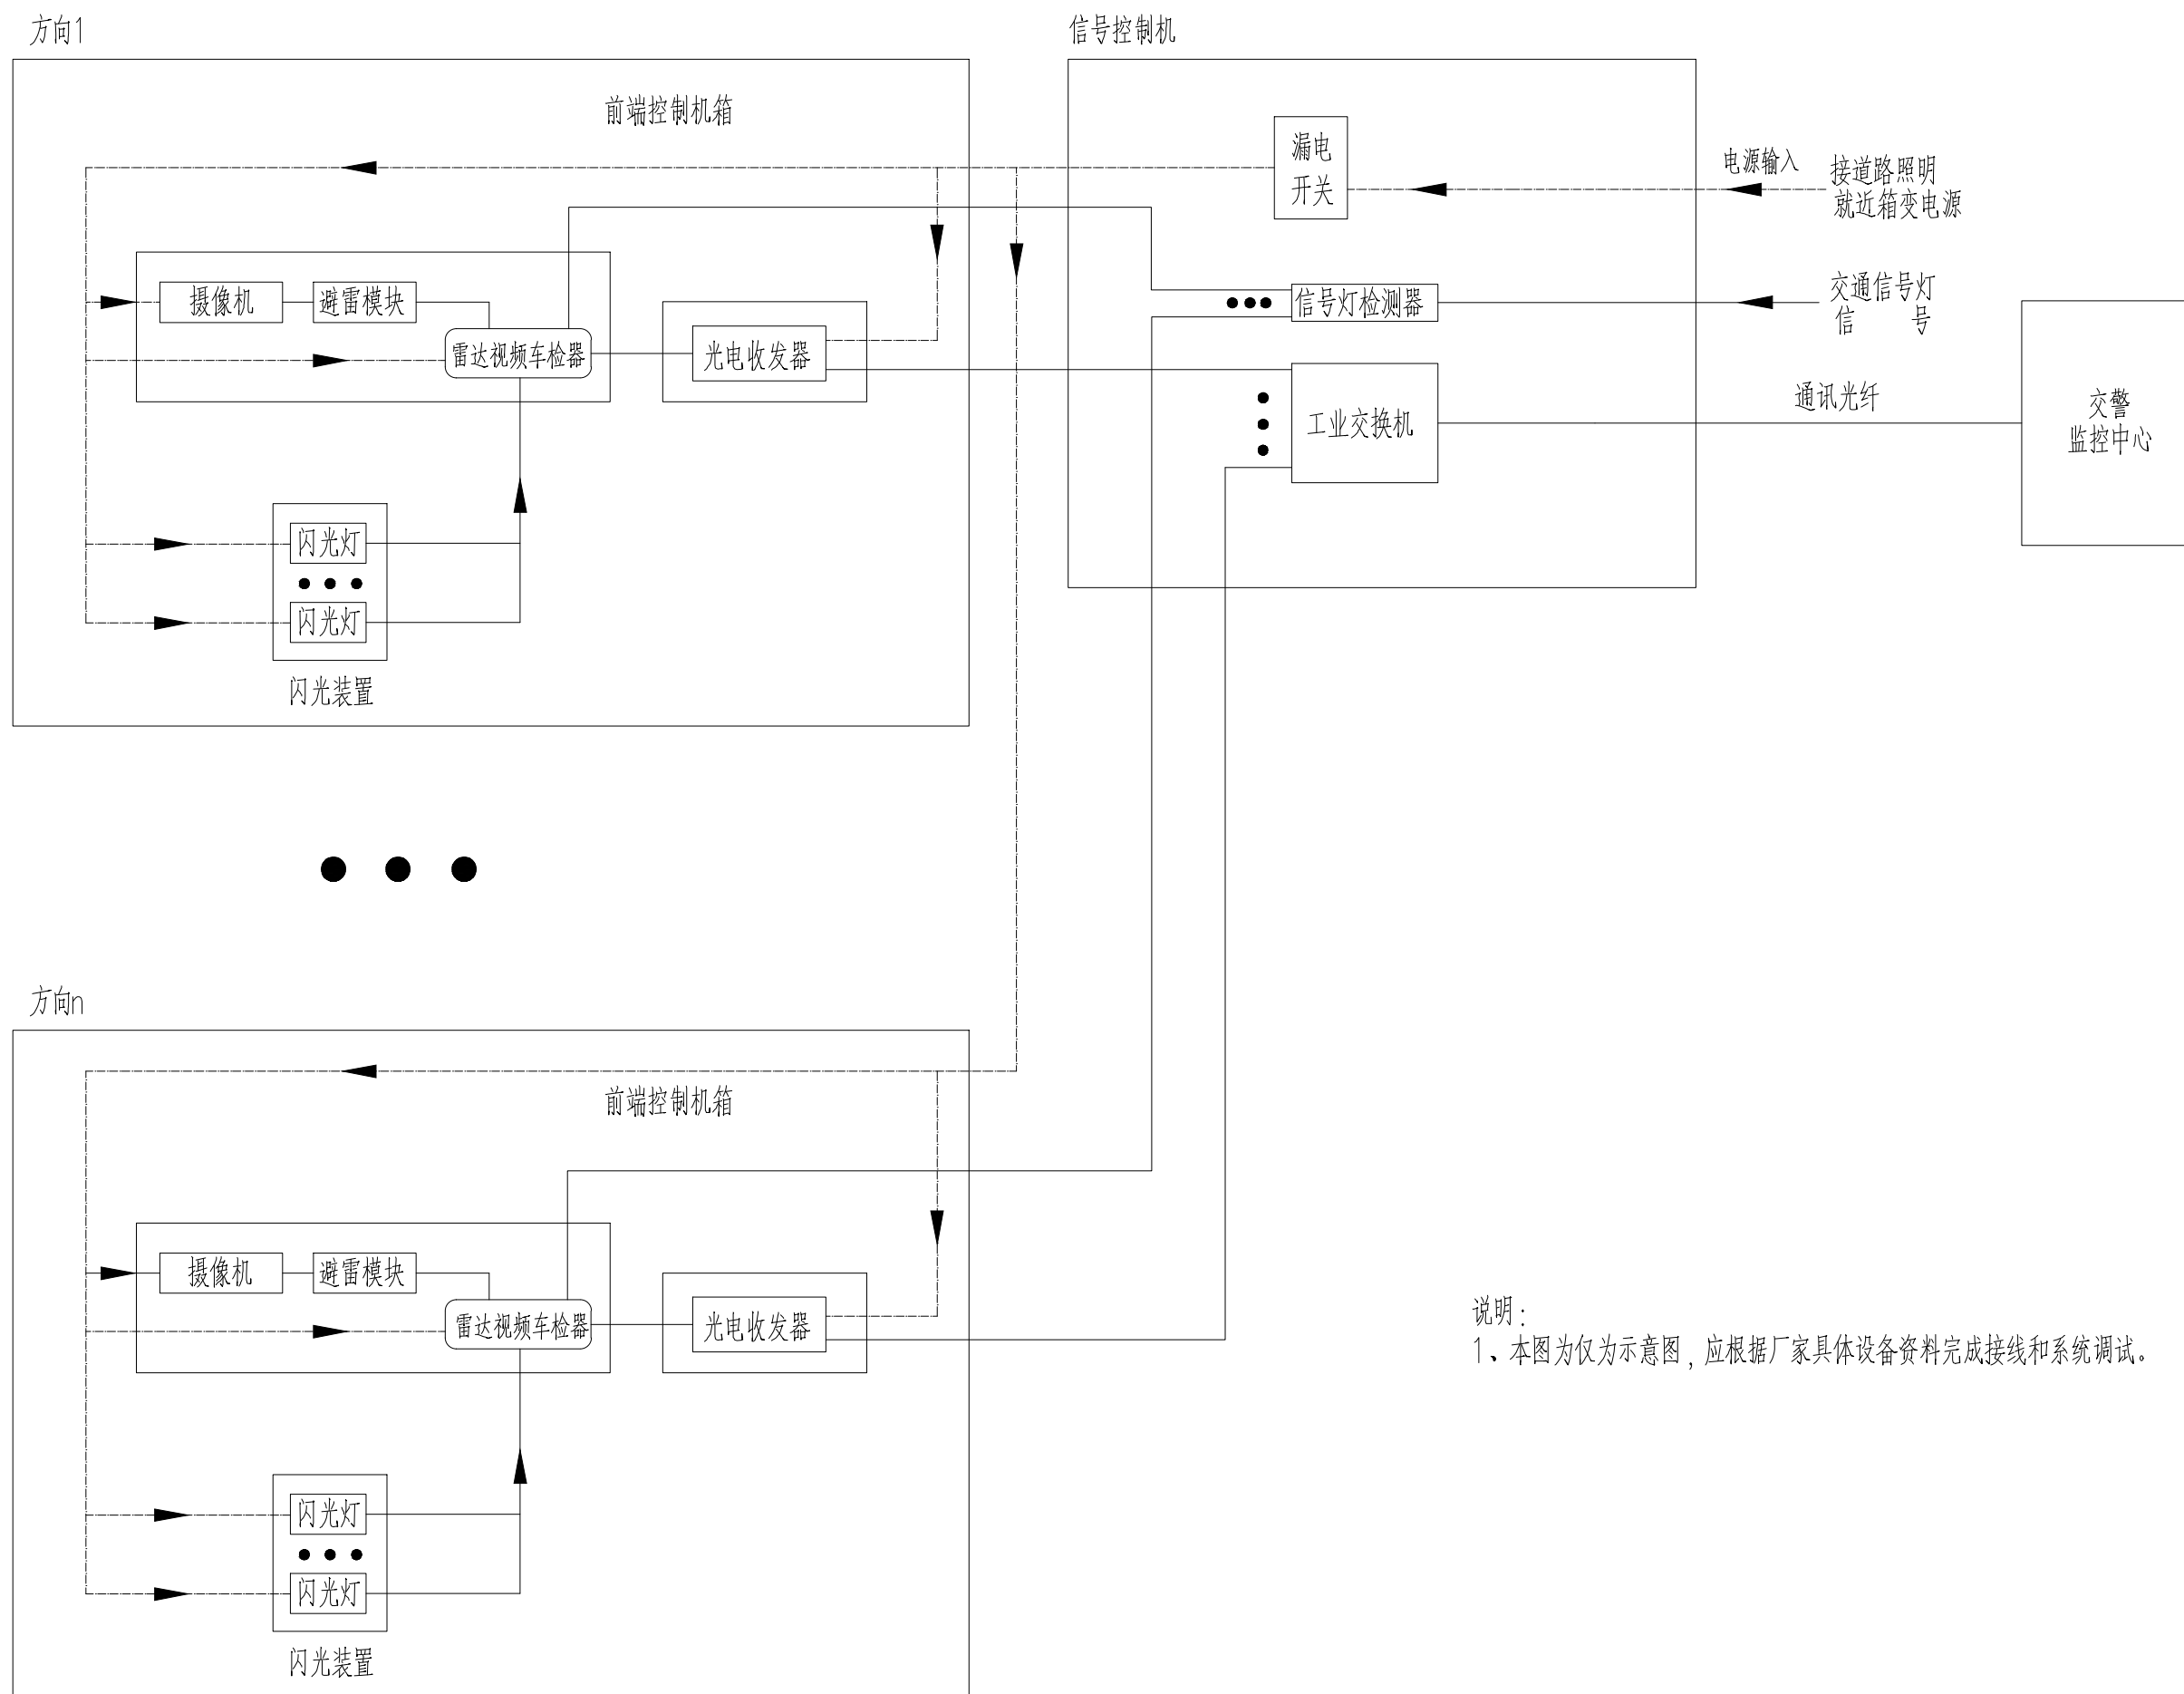 方向1
信号控制机
前端控制机箱
漏电
开关
电源输入
接道路照明
就近箱变电源
摄像机
避雷模块
雷达视频车检器
光电收发器
信号灯检测器
交通信号灯
信 号
工业交换机
通讯光纤
交警
监控中心
闪光灯
闪光灯
闪光装置
方向n
前端控制机箱
摄像机
避雷模块
雷达视频车检器
光电收发器
闪光灯
闪光灯
闪光装置
说明：
1、本图为仅为示意图，应根据厂家具体设备资料完成接线和系统调试。